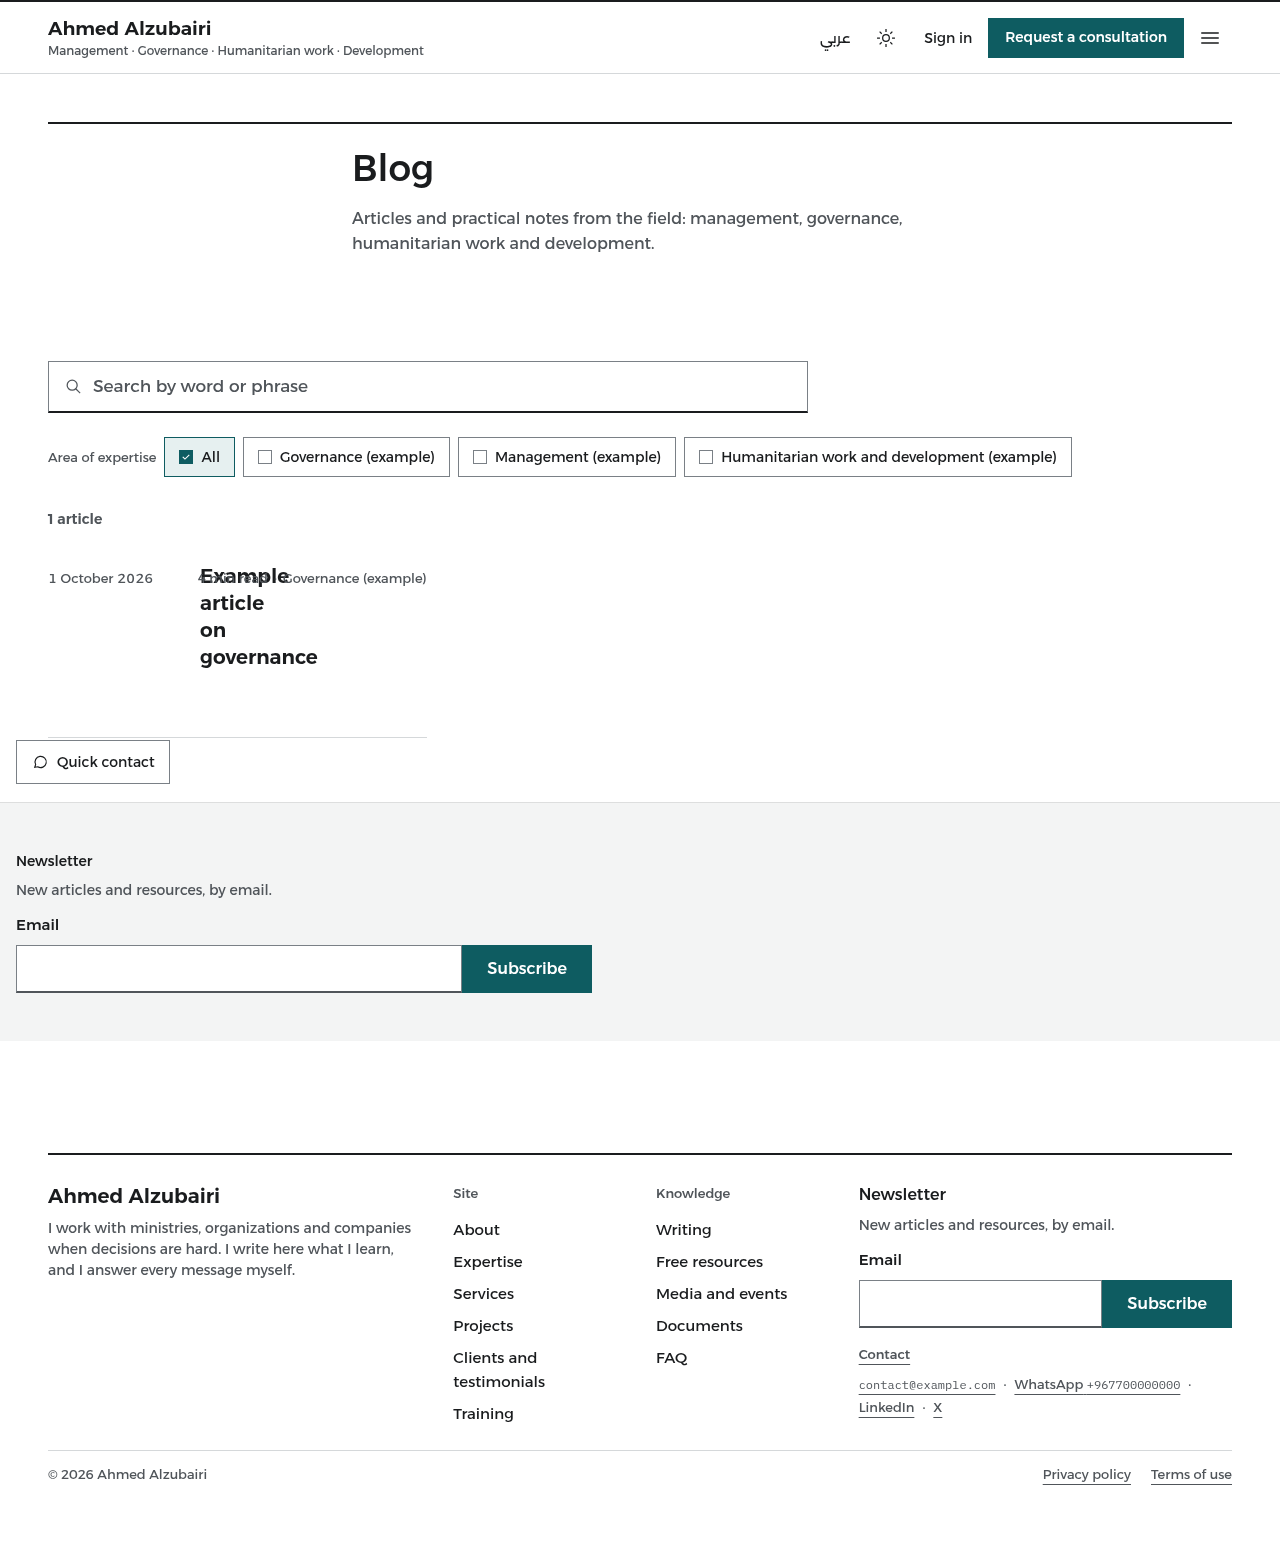 Ahmed Alzubairi
Management · Governance · Humanitarian work · Development
عربي
Sign in
Request a consultation
Blog
Articles and practical notes from the field: management, governance,
humanitarian work and development.
Search by word or phrase
Area of expertise
All
Governance (example)
Management (example)
Humanitarian work and development (example)
1 article
1 October 2026
Governance (example)
Example
article
on
governance
Quick contact
Newsletter
New articles and resources, by email.
Email
Subscribe
Ahmed Alzubairi
I work with ministries, organizations and companies
when decisions are hard. I write here what I learn,
and I answer every message myself.
Site
About
Expertise
Services
Projects
Clients and
testimonials
Training
Knowledge
Writing
Free resources
Media and events
Documents
FAQ
Newsletter
New articles and resources, by email.
Email
Subscribe
Contact
contact@example.com · WhatsApp +967700000000 ·
LinkedIn · X
© 2026 Ahmed Alzubairi
Privacy policy
Terms of use